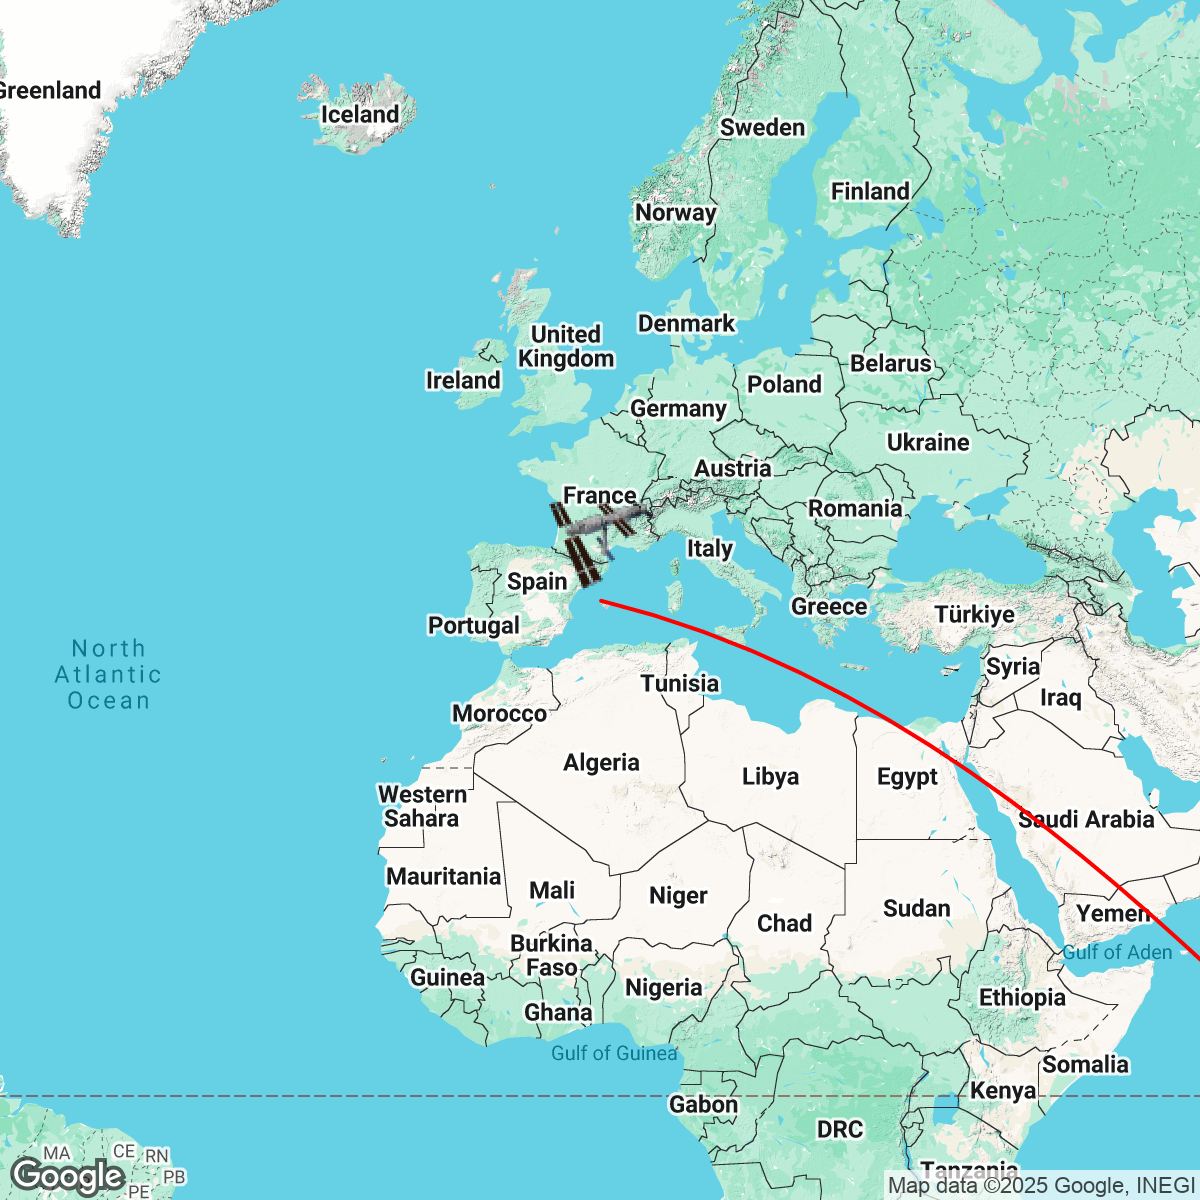 Greenland
Iceland
Sweden
Finland
Norway
Denmark
United
Kingdom
Ireland
Belarus
Poland
Germany
Ukraine
Austria
France
Romania
Italy
Spain
Greece
Türkiye
Portugal
North
Atlantic
Ocean
Syria
Iraq
Tunisia
Morocco
Algeria
Libya
Egypt
Western
Sahara
Saudi Arabia
Mauritania
Mali
Niger
Chad
Sudan
Yemen
Burkina
Faso
Gulf of Aden
Guinea
Nigeria
Ethiopia
Ghana
Gulf of Guinea
Somalia
Kenya
Gabon
DRC
MA
CE
RN
PB
PE
Tanzania
Google
Map data ©2025 Google, INEGI